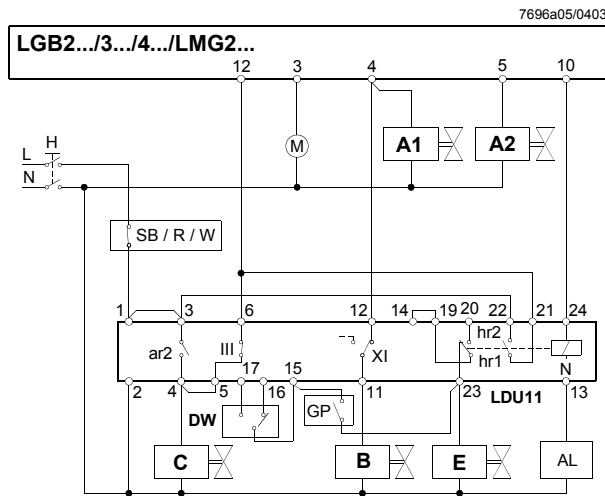 7696a05/0403
LGB2.../3.../4.../LMG2...
12 3 4 5 10
H
L
N
M
A1 A2
SB / R / W
1 3 6 12 14 19 20 22 21 24
ar2 III XI hr2 hr1 N
2 4 5 17 16 15 11 23 LDU11 13
DW GP
C B E AL